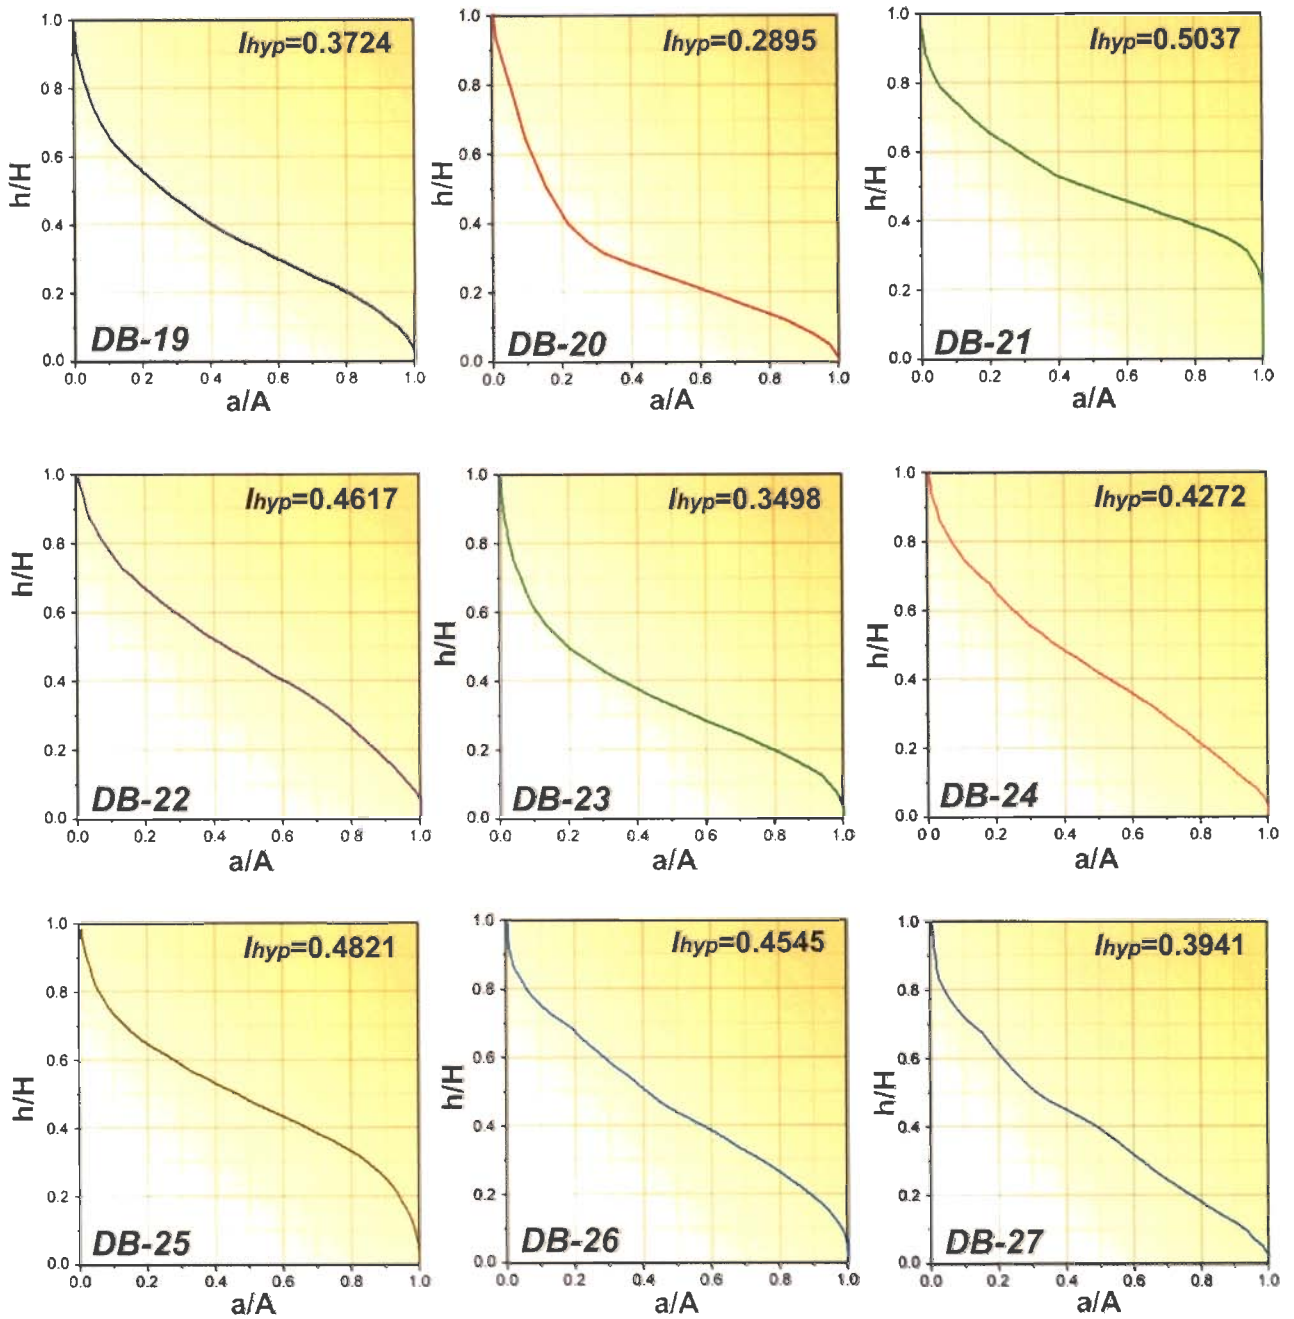 1.0
Ihyp=0.3724
0.8
0.6
h/H
0.4
0.2
DB-19
0.0
0.0 0.2 0.4 0.6 0.8 1.0
a/A
1.0
Ihyp=0.2895
0.8
0.6
h/H
0.4
0.2
DB-20
0.0
0.0 0.2 0.4 0.6 0.8 1.0
a/A
1.0
Ihyp=0.5037
0.8
0.6
h/H
0.4
0.2
DB-21
0.0
0.0 0.2 0.4 0.6 0.8 1.0
a/A
1.0
Ihyp=0.4617
0.8
0.6
h/H
0.4
0.2
DB-22
0.0
0.0 0.2 0.4 0.6 0.8 1.0
a/A
1.0
Ihyp=0.3498
0.8
0.6
h/H
0.4
0.2
DB-23
0.0
0.0 0.2 0.4 0.6 0.8 1.0
a/A
1.0
Ihyp=0.4272
0.8
0.6
h/H
0.4
0.2
DB-24
0.0
0.0 0.2 0.4 0.6 0.8 1.0
a/A
1.0
Ihyp=0.4821
0.8
0.6
h/H
0.4
0.2
DB-25
0.0
0.0 0.2 0.4 0.6 0.8 1.0
a/A
1.0
Ihyp=0.4545
0.8
0.6
h/H
0.4
0.2
DB-26
0.0
0.0 0.2 0.4 0.6 0.8 1.0
a/A
1.0
Ihyp=0.3941
0.8
0.6
h/H
0.4
0.2
DB-27
0.0
0.0 0.2 0.4 0.6 0.8 1.0
a/A